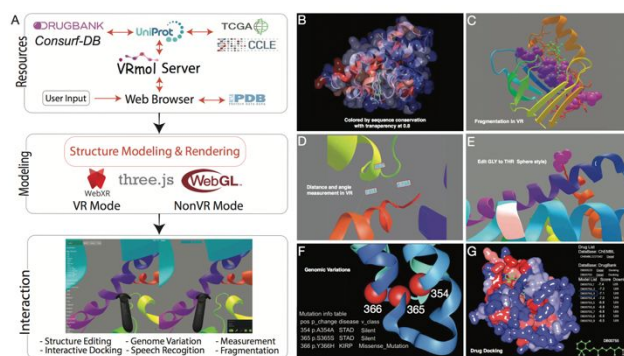 A
Resources
DRUGBANK
Consurf-DB
UniProt
TCGA
CCLE
VRmol Server
User Input
Web Browser
PDB
Modeling
Structure Modeling & Rendering
WebXR
three.js
WebGL
VR Mode
NonVR Mode
Interaction
- Structure Editing
- Genome Variation
- Measurement
- Interactive Docking
- Speech Recogition
- Fragmentation
B
Colored by sequence conservation
with transparency at 0.8
C
Fragmentation in VR
D
Distance and angle
measurement in VR
E
Edit GLY to THR Sphere style)
F
Genomic Variations
366
365
354
Mutation info table
pos p_change disease v_class
354 p.A354A STAD Silent
365 p.S365S STAD Silent
366 p.Y366H KIRP Missense_Mutation
G
Drug List
Drug Docking